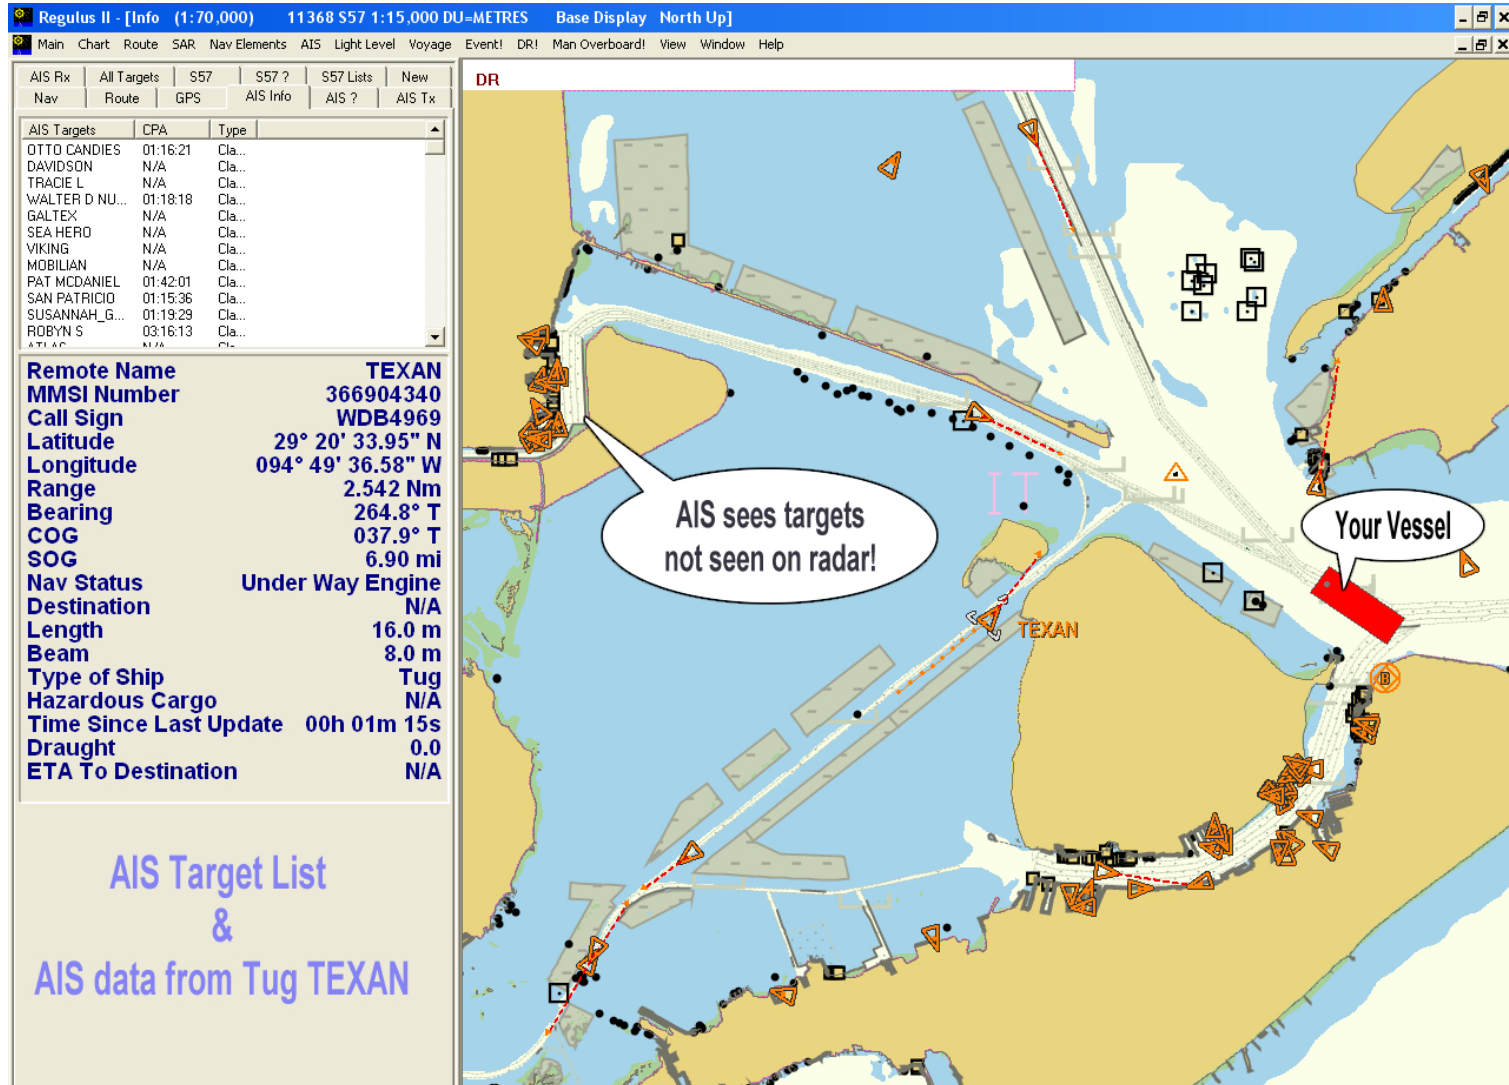 Regulus II - [Info (1:70,000) 11368 S57 1:15,000 DU=METRES Base Display North Up]
Main Chart Route SAR Nav Elements AIS Light Level Voyage Event! DR! Man Overboard! View Window Help
AIS Rx All Targets S57 S57 ? S57 Lists New
Nav Route GPS AIS Info AIS ? AIS Tx
AIS Targets CPA Type
OTTO CANDIES 01:16:21 Cla...
DAVIDSON N/A Cla...
TRACIE L N/A Cla...
WALTER D NU... 01:18:18 Cla...
GALTEX N/A Cla...
SEA HERO N/A Cla...
VIKING N/A Cla...
MOBILIAN N/A Cla...
PAT MCDANIEL 01:42:01 Cla...
SAN PATRICIO 01:15:36 Cla...
SUSANNAH_G... 01:19:29 Cla...
ROBYN S 03:16:13 Cla...
Remote Name TEXAN
MMSI Number 366904340
Call Sign WDB4969
Latitude 29° 20' 33.95" N
Longitude 094° 49' 36.58" W
Range 2.542 Nm
Bearing 264.8° T
COG 037.9° T
SOG 6.90 mi
Nav Status Under Way Engine
Destination N/A
Length 16.0 m
Beam 8.0 m
Type of Ship Tug
Hazardous Cargo N/A
Time Since Last Update 00h 01m 15s
Draught 0.0
ETA To Destination N/A
AIS Target List
&
AIS data from Tug TEXAN
DR
AIS sees targets
not seen on radar!
Your Vessel
TEXAN
B